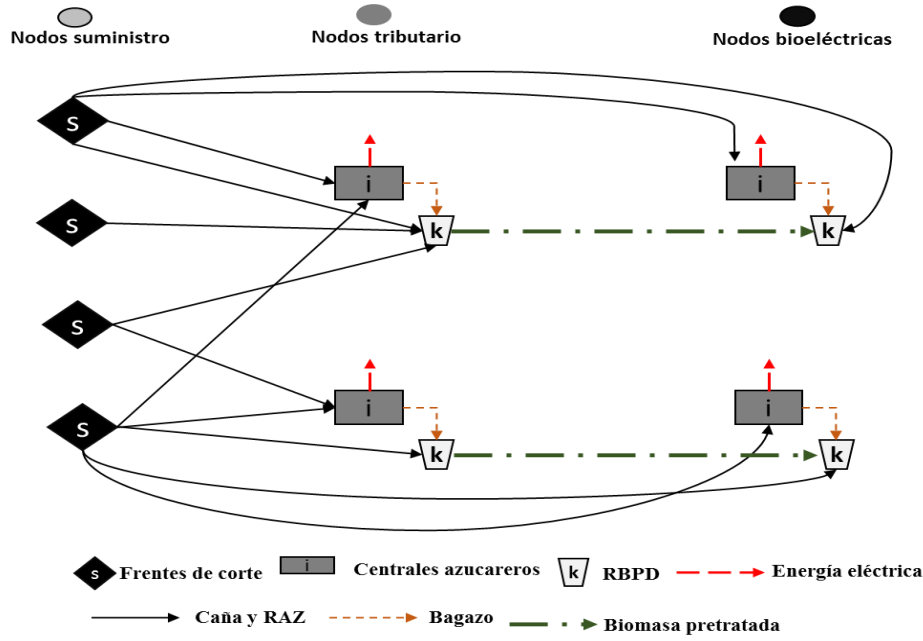 Nodos suministro
Nodos tributario
Nodos bioeléctricas
S
i
i
S
k
k
S
i
i
S
k
k
S Frentes de corte
i Centrales azucareros
k RBPD
Energía eléctrica
Caña y RAZ
Bagazo
Biomasa pretratada